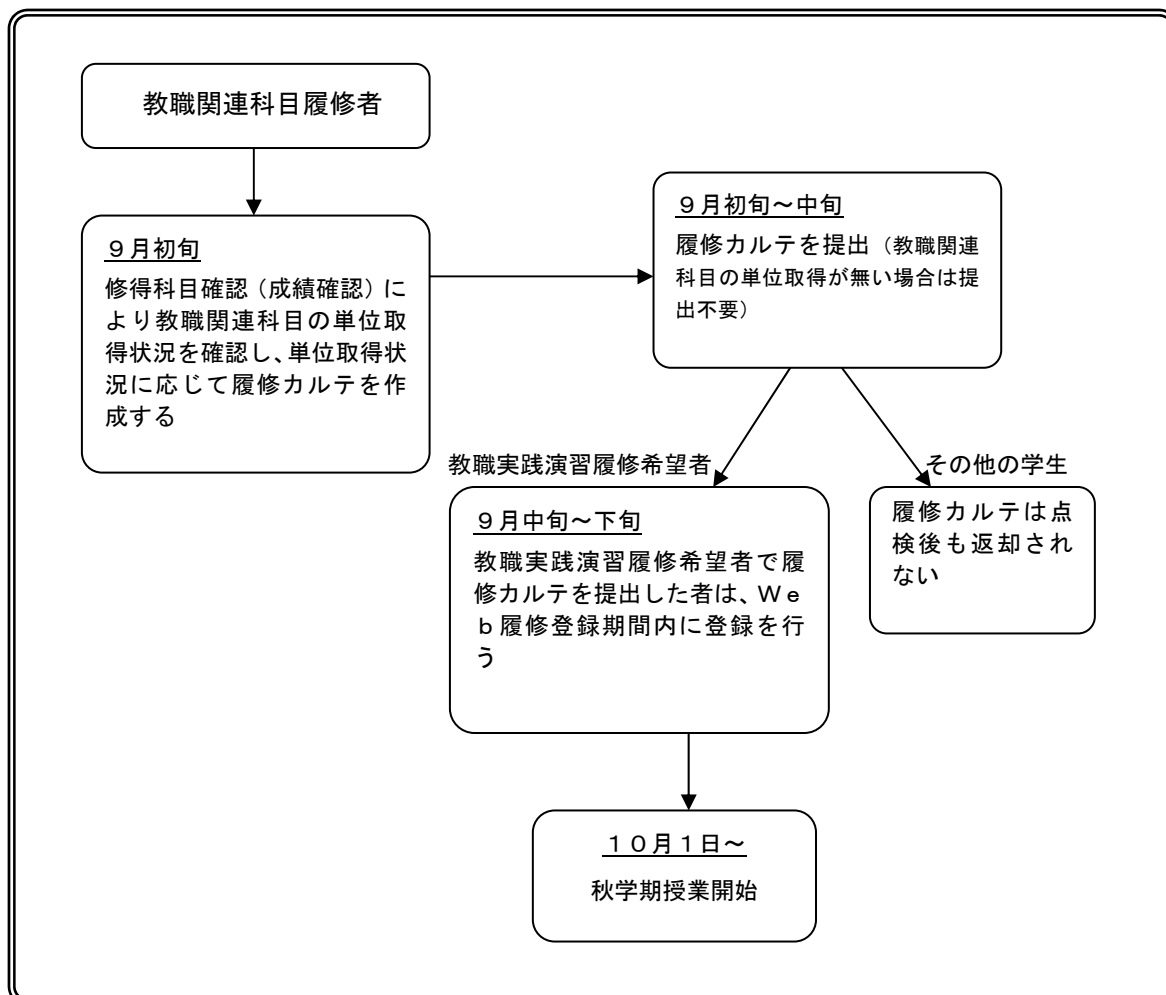 教職関連科目履修者
９月初旬
修得科目確認（成績確認）に
より教職関連科目の単位取
得状況を確認し、単位取得状
況に応じて履修カルテを作
成する
９月初旬～中旬
履修カルテを提出（教職関連
科目の単位取得が無い場合は提
出不要）
教職実践演習履修希望者
９月中旬～下旬
教職実践演習履修希望者で履
修カルテを提出した者は、Ｗｅ
ｂ履修登録期間内に登録を行
う
その他の学生
履修カルテは点
検後も返却され
ない
１０月１日～
秋学期授業開始